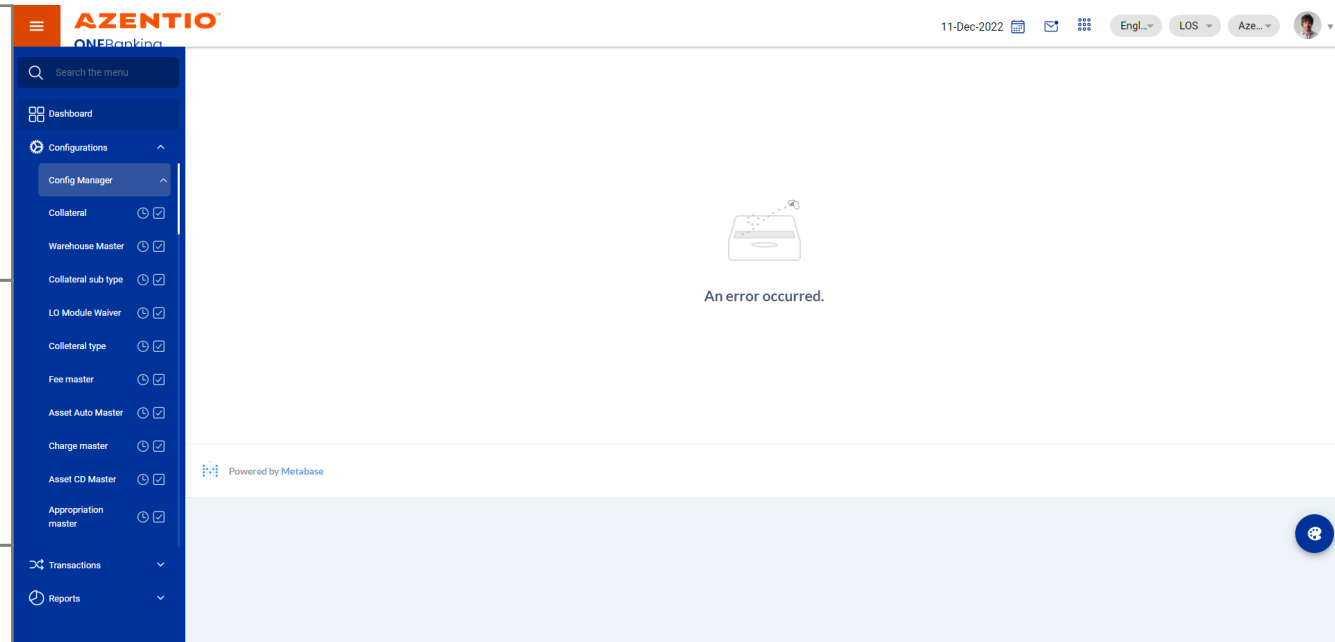 AZENTIO™
ONEBanking
11-Dec-2022
Engl...
LOS
Aze...
Search the menu
Dashboard
Configurations
Config Manager
Collateral
Warehouse Master
Collateral sub type
LO Module Waiver
Colleteral type
Fee master
Asset Auto Master
Charge master
Asset CD Master
Appropriation
master
Transactions
Reports
An error occurred.
Powered by Metabase